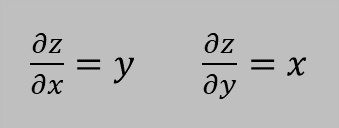 ∂z/∂x = y    ∂z/∂y = x